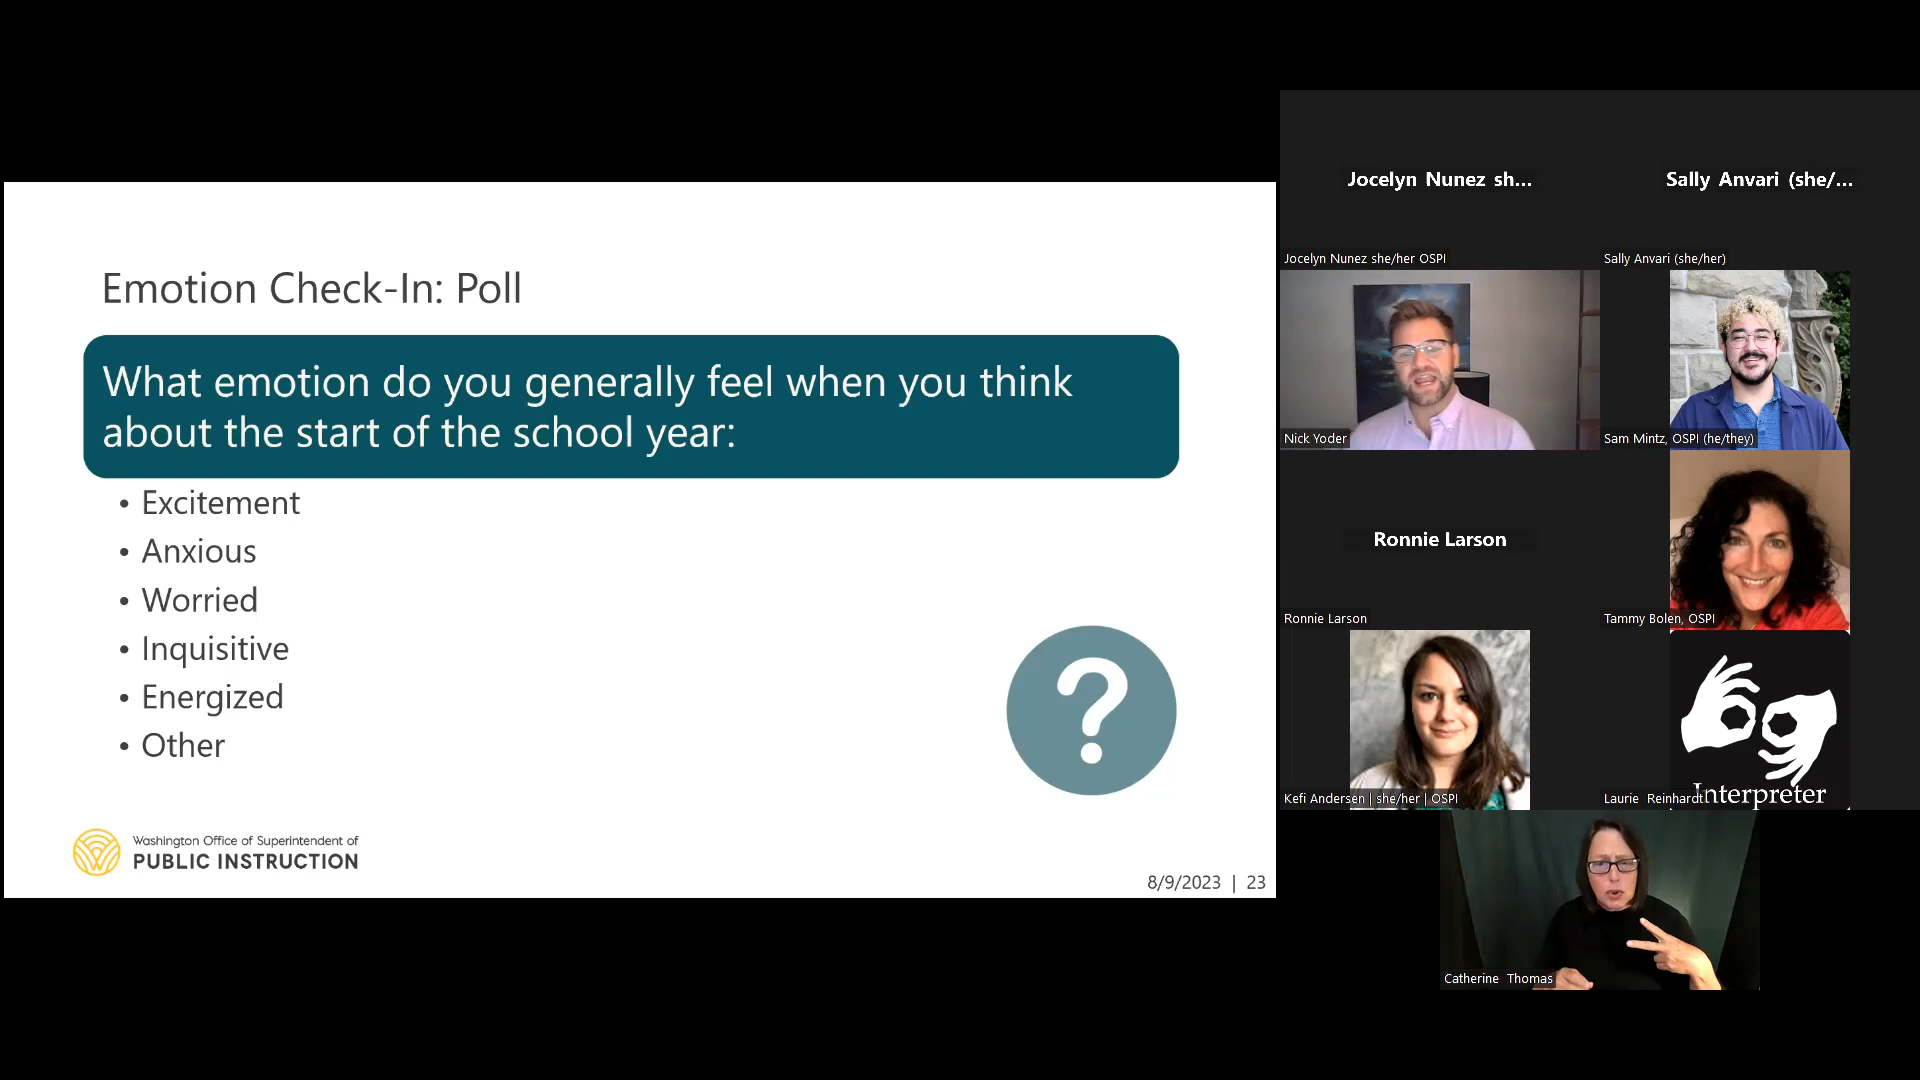 Emotion Check-In: Poll
What emotion do you generally feel when you think
about the start of the school year:
• Excitement
• Anxious
• Worried
• Inquisitive
• Energized
• Other
Washington Office of Superintendent of
PUBLIC INSTRUCTION
8/9/2023 | 23
Jocelyn Nunez sh...
Sally Anvari (she/...
Jocelyn Nunez she/her OSPI
Sally Anvari (she/her)
Nick Yoder
Sam Mintz, OSPI (he/they)
Ronnie Larson
Ronnie Larson
Tammy Bolen, OSPI
Kefi Andersen | she/her | OSPI
Laurie Reinhardt
Interpreter
Catherine Thomas